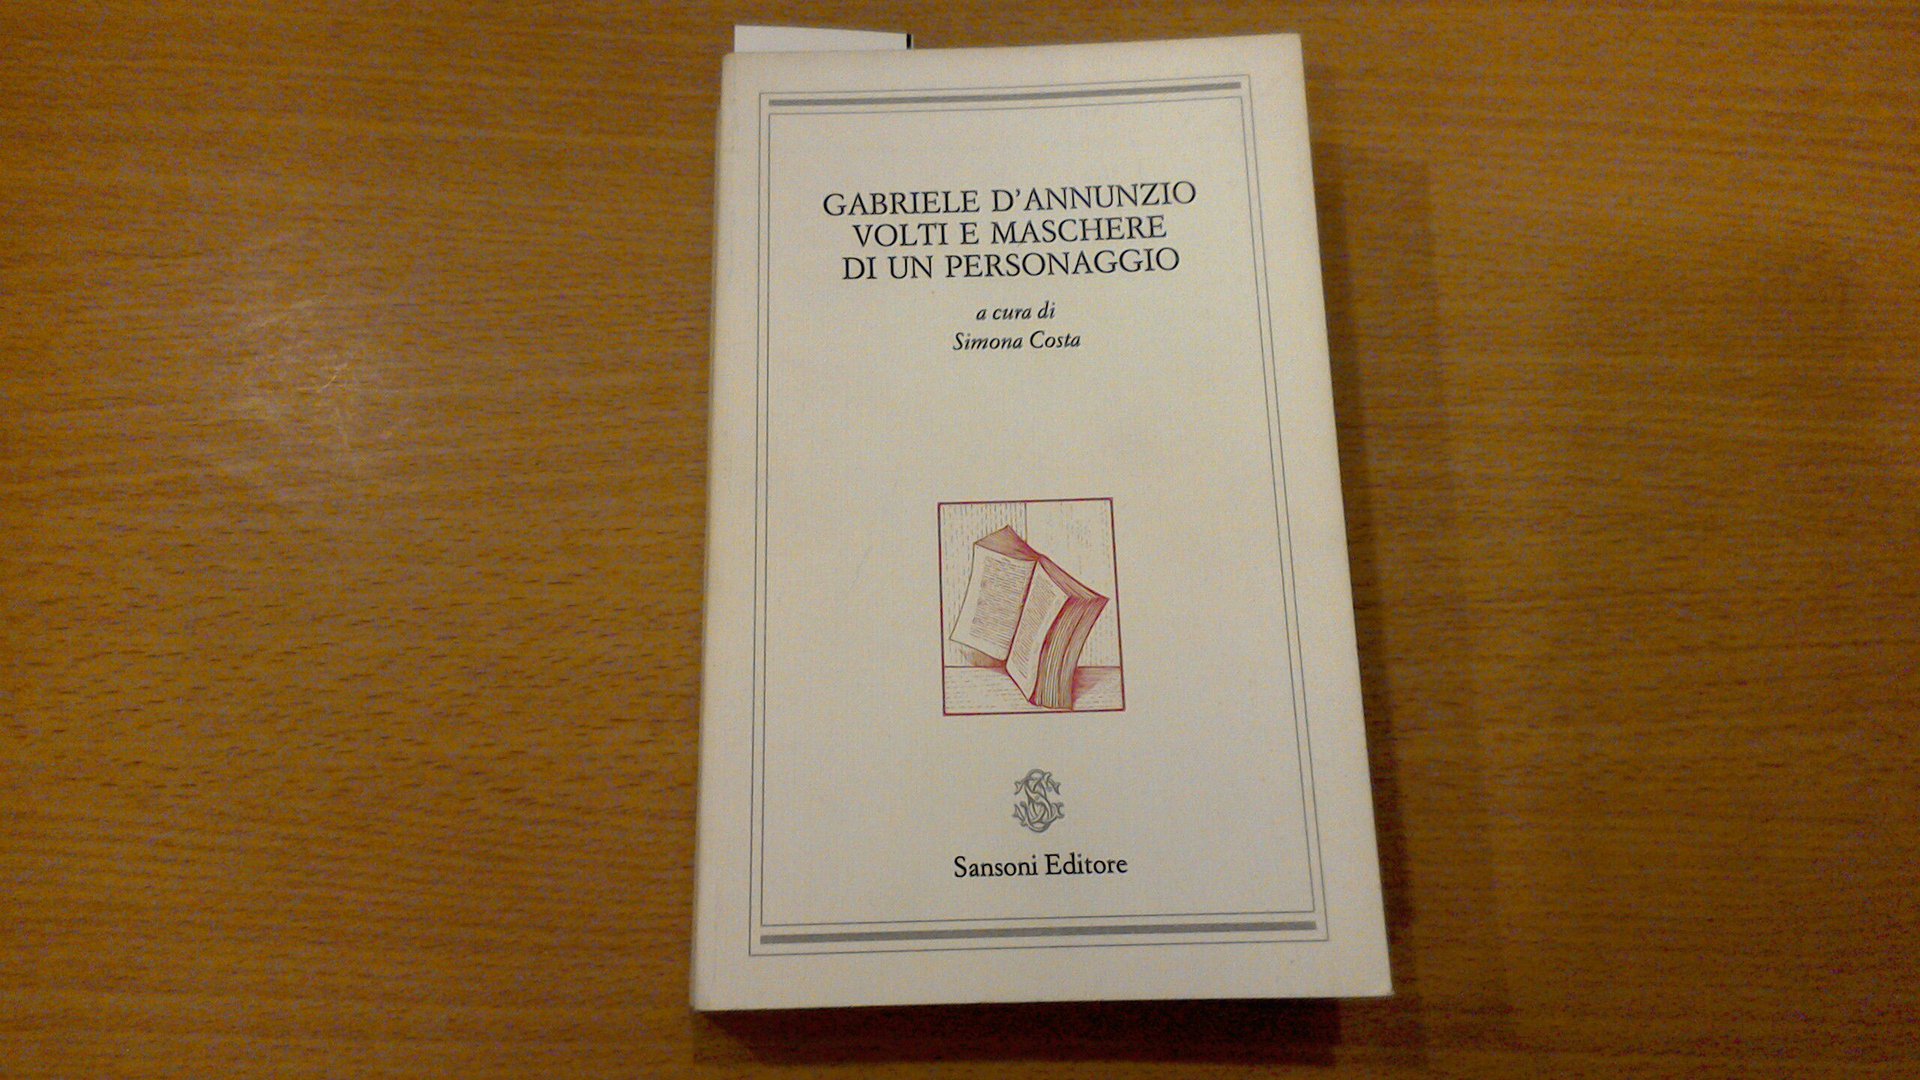 GABRIELE D'ANNUNZIO
VOLTI E MASCHERE
DI UN PERSONAGGIO
a cura di
Simona Costa
Sansoni Editore